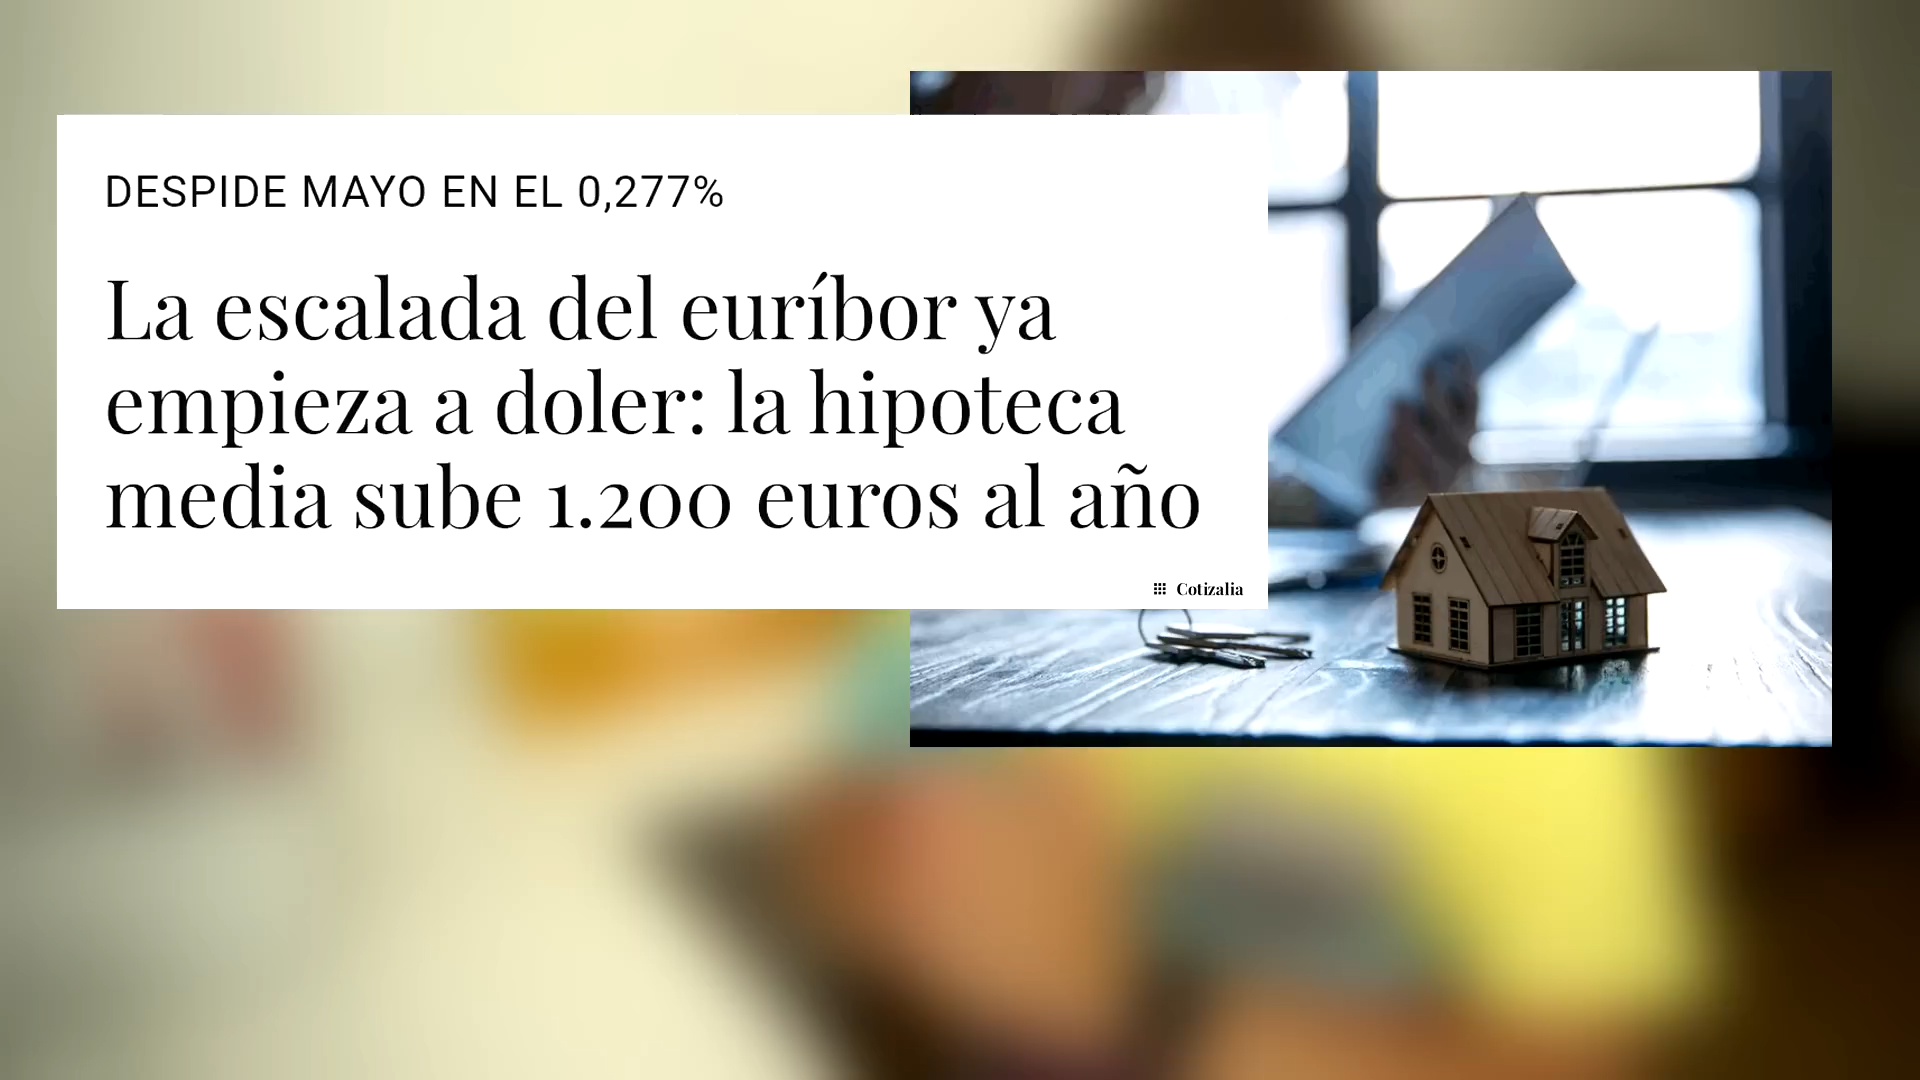 DESPIDE MAYO EN EL 0,277%
La escalada del euríbor ya
empieza a doler: la hipoteca
media sube 1.200 euros al año
Cotizalia